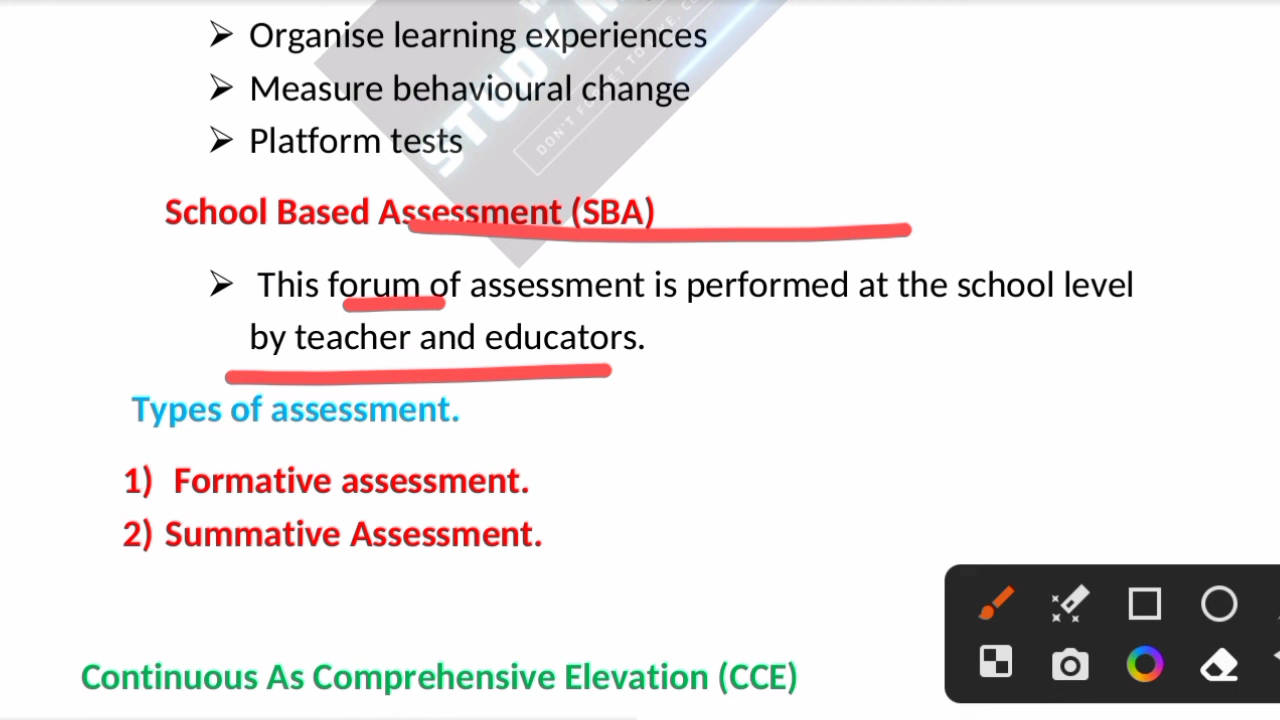 ➢ Organise learning experiences
➢ Measure behavioural change
➢ Platform tests
School Based Assessment (SBA)
➢ This forum of assessment is performed at the school level
by teacher and educators.
Types of assessment.
1) Formative assessment.
2) Summative Assessment.
Continuous As Comprehensive Elevation (CCE)